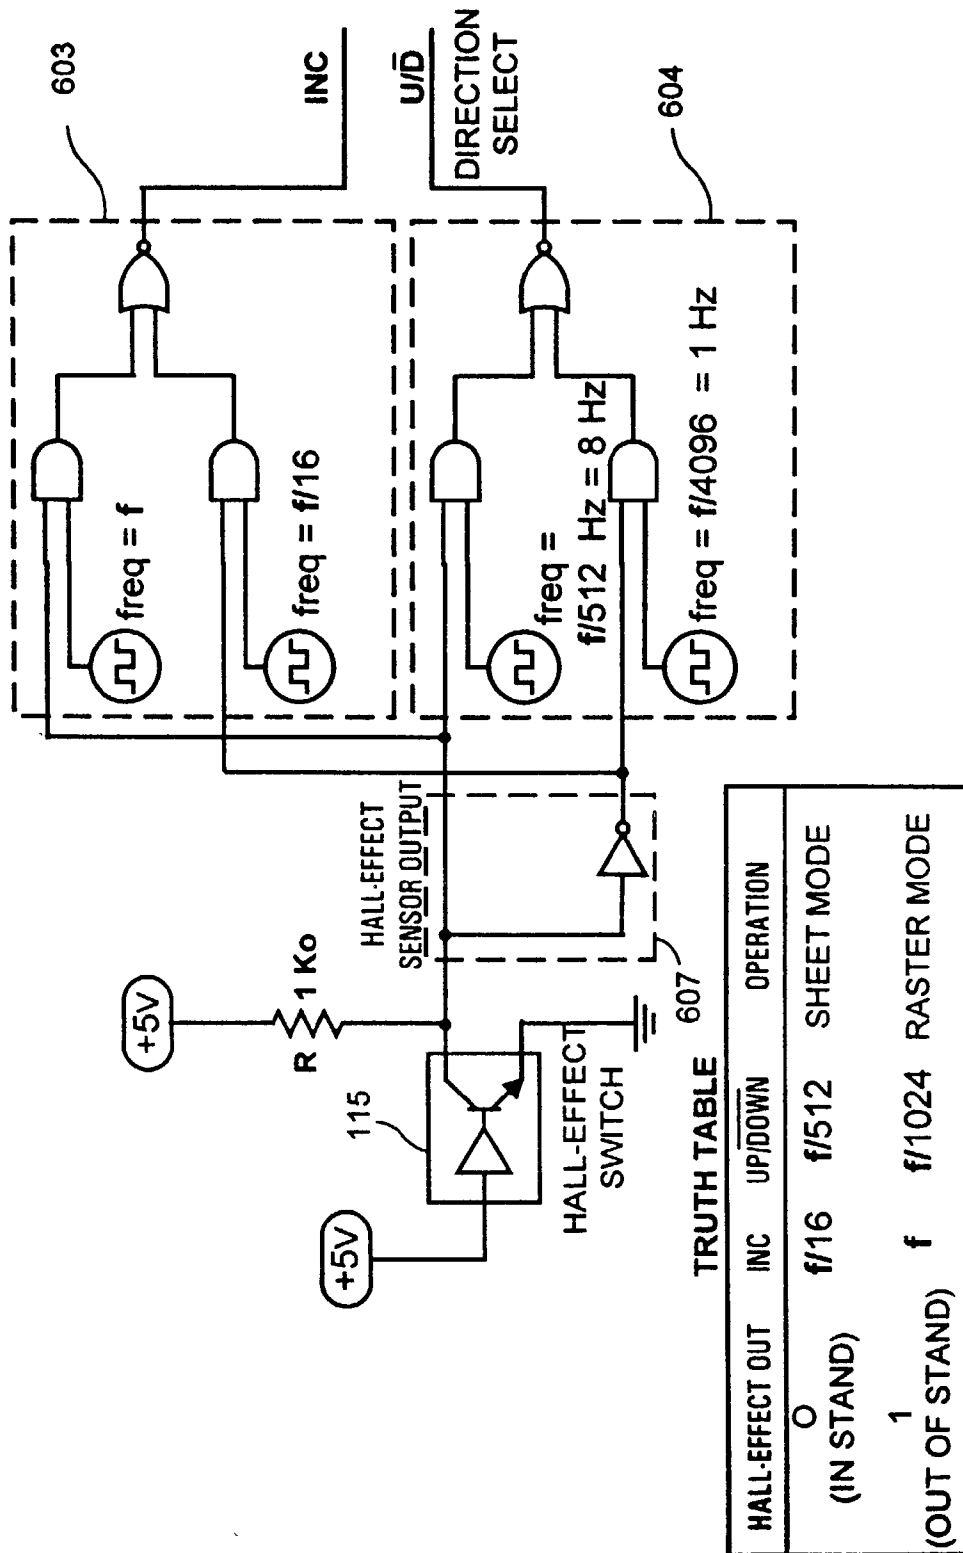 603
INC
U/D̅
DIRECTION
SELECT
604
freq = f
freq = f/16
freq =
f/512 Hz = 8 Hz
freq = f/4096 = 1 Hz
HALL-EFFECT
SENSOR OUTPUT
607
+5V
R 1 Ko
115
+5V
HALL-EFFECT
SWITCH
TRUTH TABLE
HALL-EFFECT OUT INC UP/D̅O̅W̅N̅ OPERATION
O f/16 f/512 SHEET MODE
(IN STAND)
1 f f/1024 RASTER MODE
(OUT OF STAND)